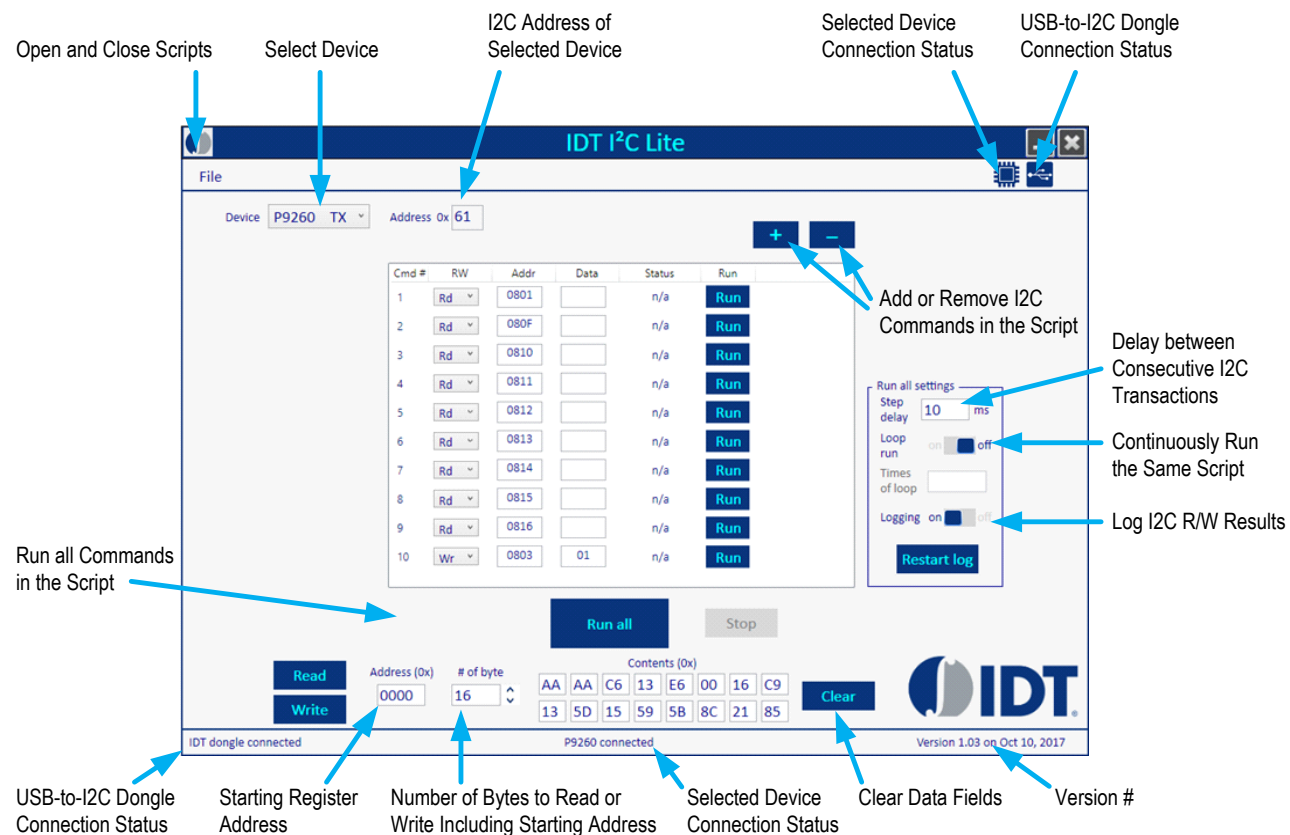 I2C Address of
Selected Device
Selected Device
Connection Status
USB-to-I2C Dongle
Connection Status
Open and Close Scripts
Select Device
IDT I²C Lite
File
Device P9260 TX Address 0x 61
+ –
Cmd # RW Addr Data Status Run
1 Rd 0801 n/a Run
2 Rd 080F n/a Run
3 Rd 0810 n/a Run
4 Rd 0811 n/a Run
5 Rd 0812 n/a Run
6 Rd 0813 n/a Run
7 Rd 0814 n/a Run
8 Rd 0815 n/a Run
9 Rd 0816 n/a Run
10 Wr 0803 01 n/a Run
Add or Remove I2C
Commands in the Script
Delay between
Consecutive I2C
Transactions
Run all settings
Step
delay 10 ms
Loop
run on off
Times
of loop
Logging on off
Restart log
Continuously Run
the Same Script
Log I2C R/W Results
Run all Commands
in the Script
Run all Stop
Read
Write
Address (0x)
0000
# of byte
16
Contents (0x)
AA AA C6 13 E6 00 16 C9
13 5D 15 59 5B 8C 21 85
Clear
IDT
IDT dongle connected
P9260 connected
Version 1.03 on Oct 10, 2017
USB-to-I2C Dongle
Connection Status
Starting Register
Address
Number of Bytes to Read or
Write Including Starting Address
Selected Device
Connection Status
Clear Data Fields
Version #